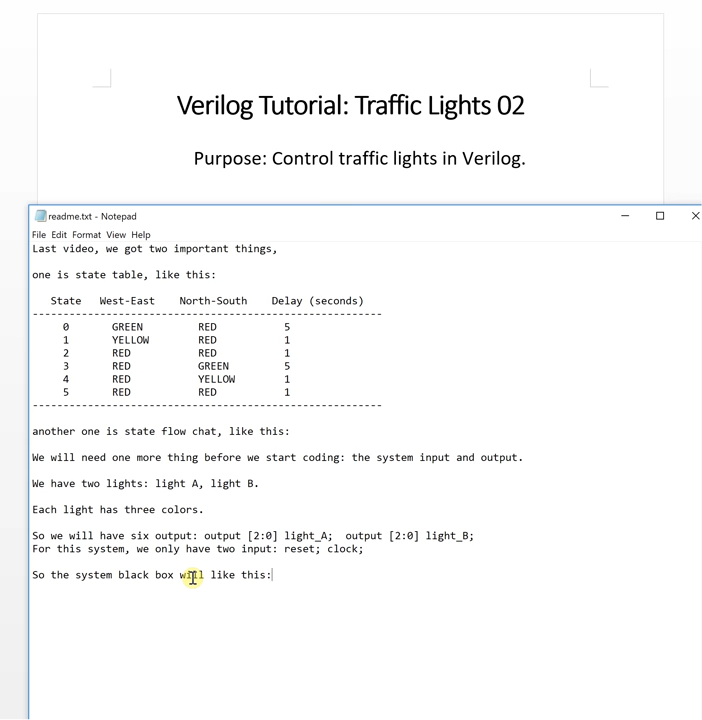 Verilog Tutorial: Traffic Lights 02
Purpose: Control traffic lights in Verilog.
readme.txt - Notepad
File Edit Format View Help
Last video, we got two important things,
one is state table, like this:
State West-East North-South Delay (seconds)
-------------------------------------------------------
0 GREEN RED 5
1 YELLOW RED 1
2 RED RED 1
3 RED GREEN 5
4 RED YELLOW 1
5 RED RED 1
-------------------------------------------------------
another one is state flow chat, like this:
We will need one more thing before we start coding: the system input and output.
We have two lights: light A, light B.
Each light has three colors.
So we will have six output: output [2:0] light_A; output [2:0] light_B;
For this system, we only have two input: reset; clock;
So the system black box will like this: